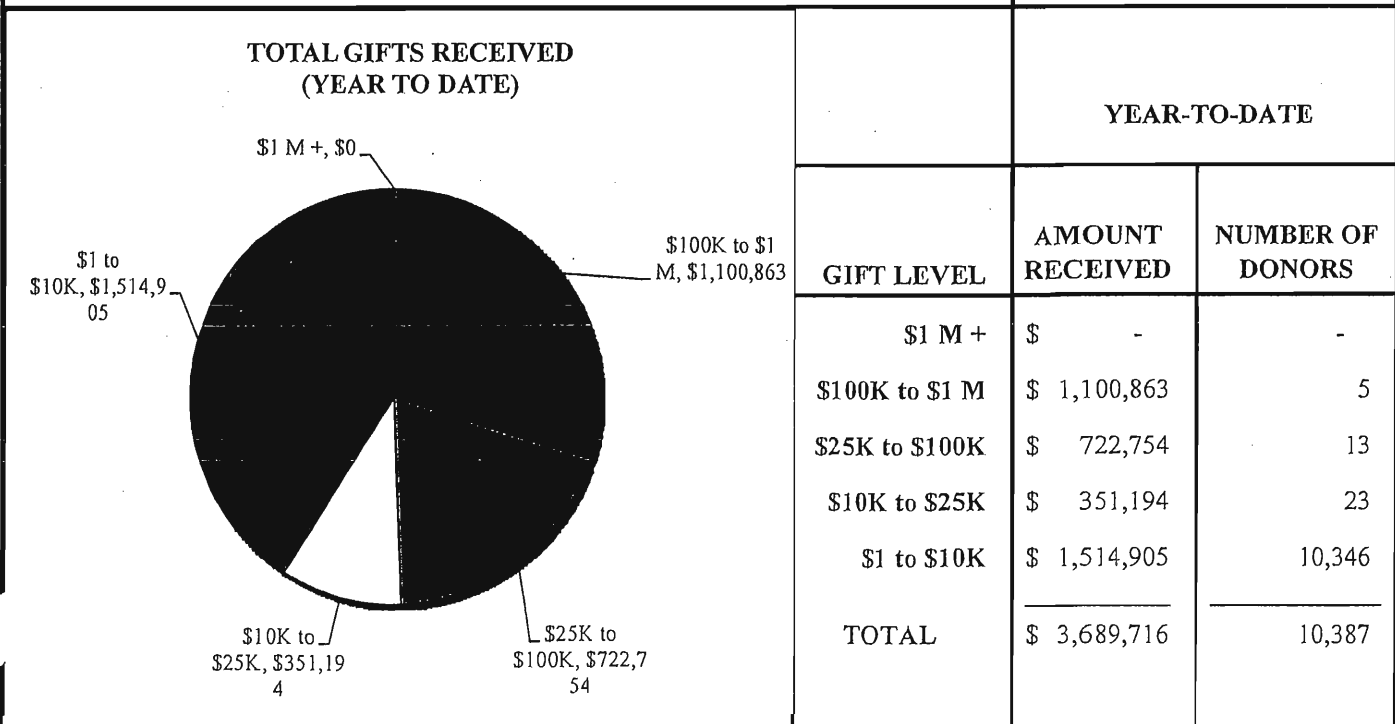 TOTAL GIFTS RECEIVED
(YEAR TO DATE)
$1 M +, $0
$100K to $1
M, $1,100,863
$1 to
$10K, $1,514,9
05
$10K to
$25K, $351,19
4
$25K to
$100K, $722,7
54
YEAR-TO-DATE
GIFT LEVEL AMOUNT RECEIVED NUMBER OF DONORS
$1 M + $ - -
$100K to $1 M $ 1,100,863 5
$25K to $100K $ 722,754 13
$10K to $25K $ 351,194 23
$1 to $10K $ 1,514,905 10,346
TOTAL $ 3,689,716 10,387